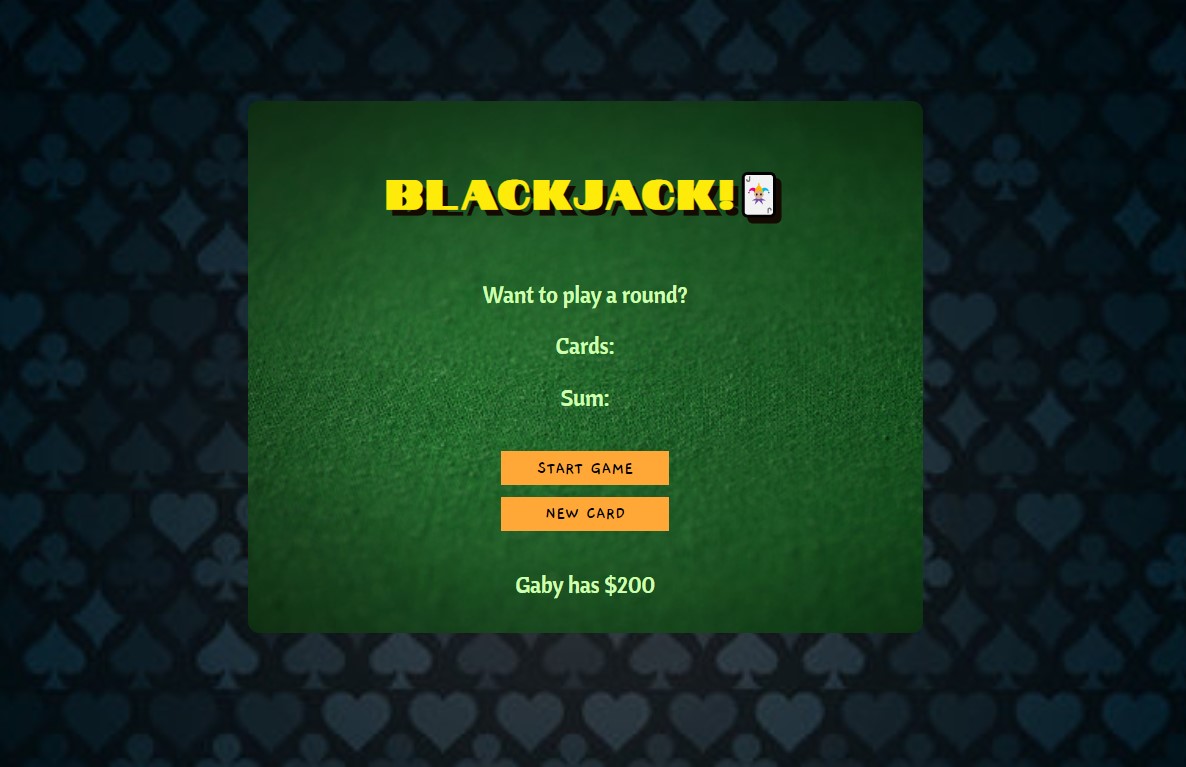 BLACKJACK!🃏
Want to play a round?
Cards:
Sum:
START GAME
NEW CARD
Gaby has $200